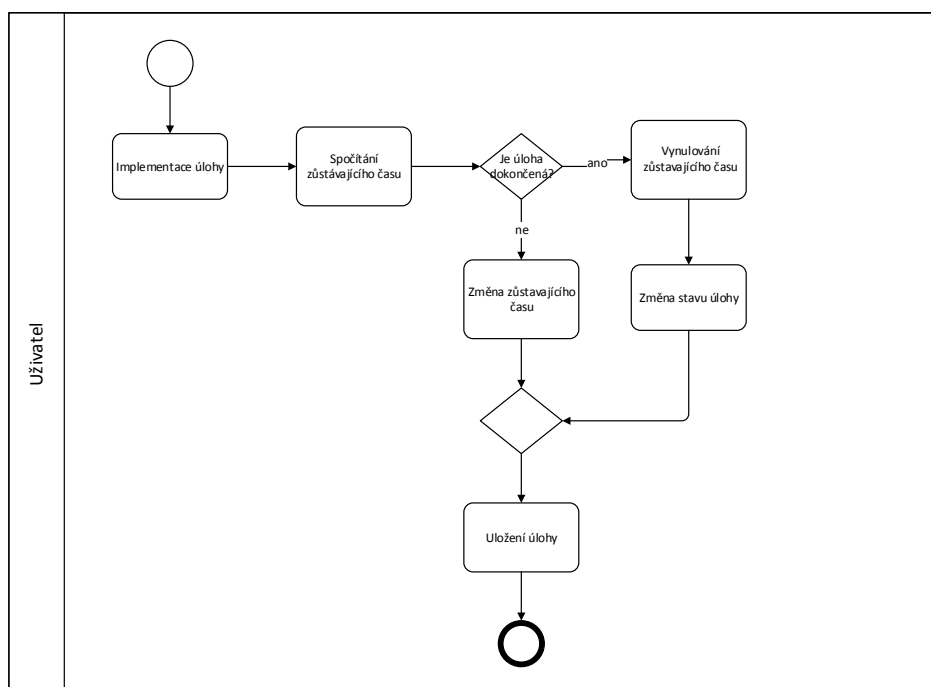 Uživatel
Implementace úlohy
Spočítání
zůstávajícího času
Je úloha
dokončená?
ano
Vynulování
zůstavajícího času
ne
Změna zůstavajícího
času
Změna stavu úlohy
Uložení úlohy